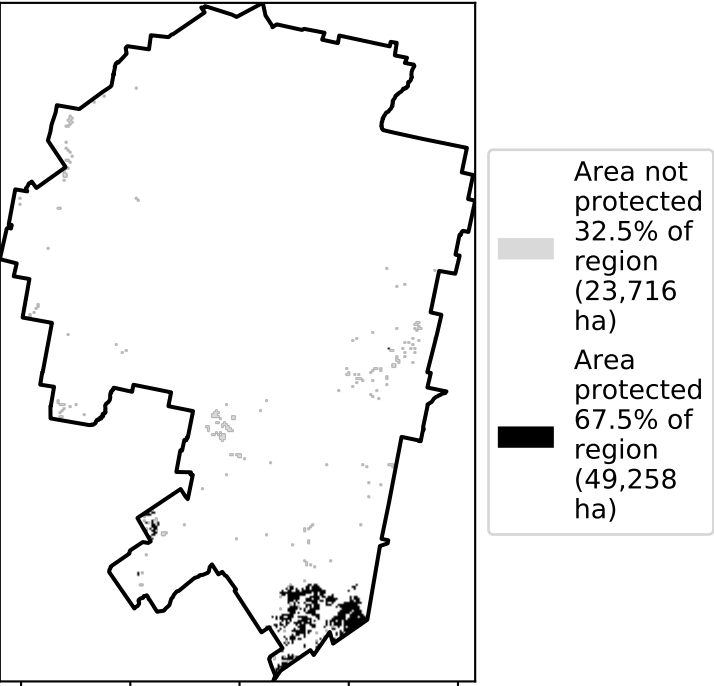 Area not
protected
32.5% of
region
(23,716
ha)
Area
protected
67.5% of
region
(49,258
ha)